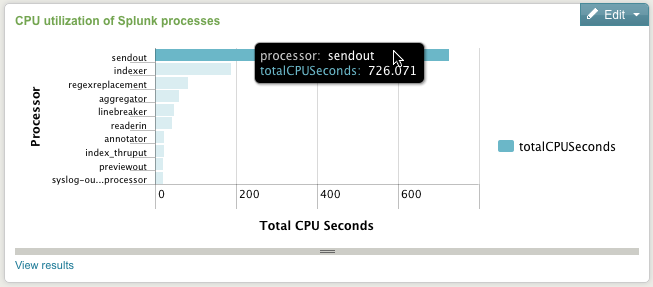 CPU utilization of Splunk processes
Edit
processor: sendout
totalCPUSeconds: 726.071
sendout
indexer
regexreplacement
aggregator
linebreaker
readerin
annotator
index_thruput
previewout
syslog-ou...processor
Processor
0 200 400 600
Total CPU Seconds
totalCPUSeconds
View results